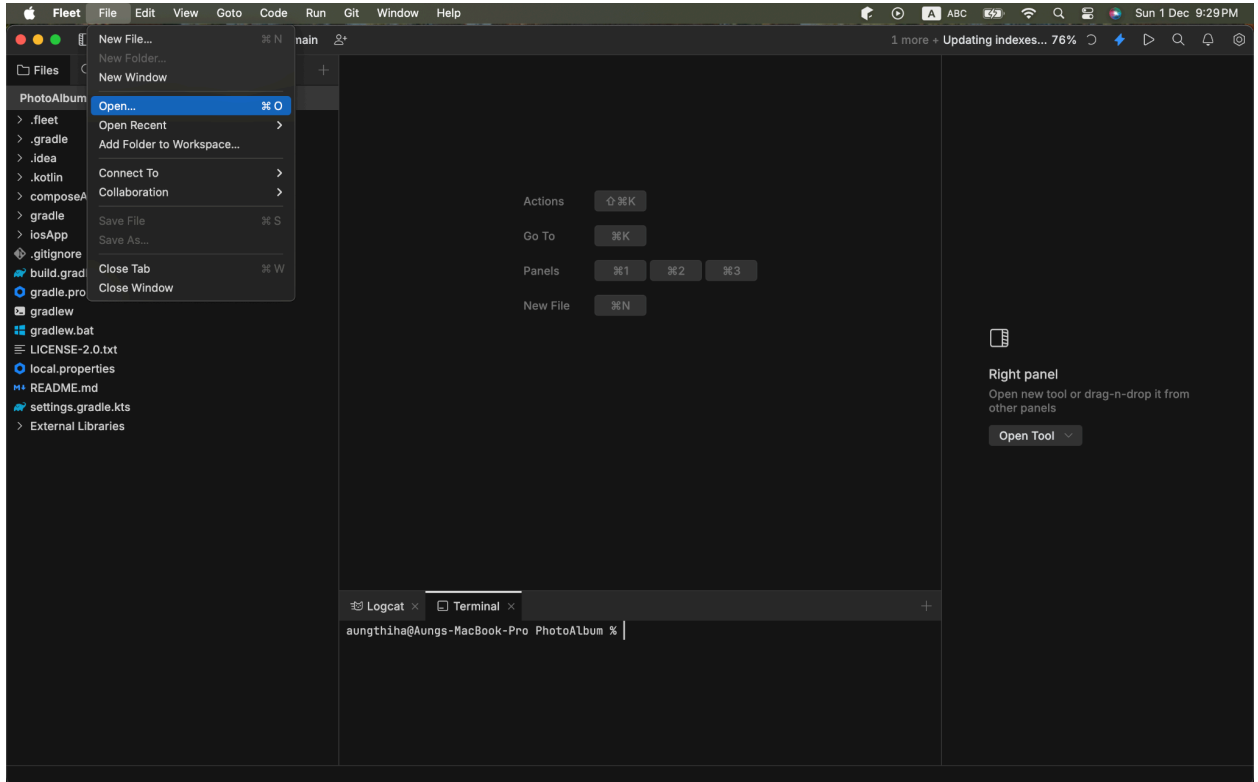 Fleet File Edit View Goto Code Run Git Window Help A ABC Sun 1 Dec 9:29 PM
main 1 more + Updating indexes... 76%
Files
PhotoAlbum
New File... ⌘ N
New Folder...
New Window
Open... ⌘ O
Open Recent
Add Folder to Workspace...
Connect To
Collaboration
Save File ⌘ S
Save As...
Close Tab ⌘ W
Close Window
.fleet
.gradle
.idea
.kotlin
composeA
gradle
iosApp
.gitignore
build.grad
gradle.pro
gradlew
gradlew.bat
LICENSE-2.0.txt
local.properties
M↓ README.md
settings.gradle.kts
External Libraries
Actions ⇧⌘K
Go To ⌘K
Panels ⌘1 ⌘2 ⌘3
New File ⌘N
Right panel
Open new tool or drag-n-drop it from
other panels
Open Tool
Logcat Terminal
aungthiha@Aungs-MacBook-Pro PhotoAlbum %